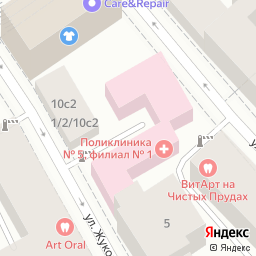 Care&Repair
10с2
1/2/10с2
Поликлиника
№ 5, филиал № 1
ВитАрт на
Чистых Прудах
5
Art Oral
ул. Жуко
Яндекс